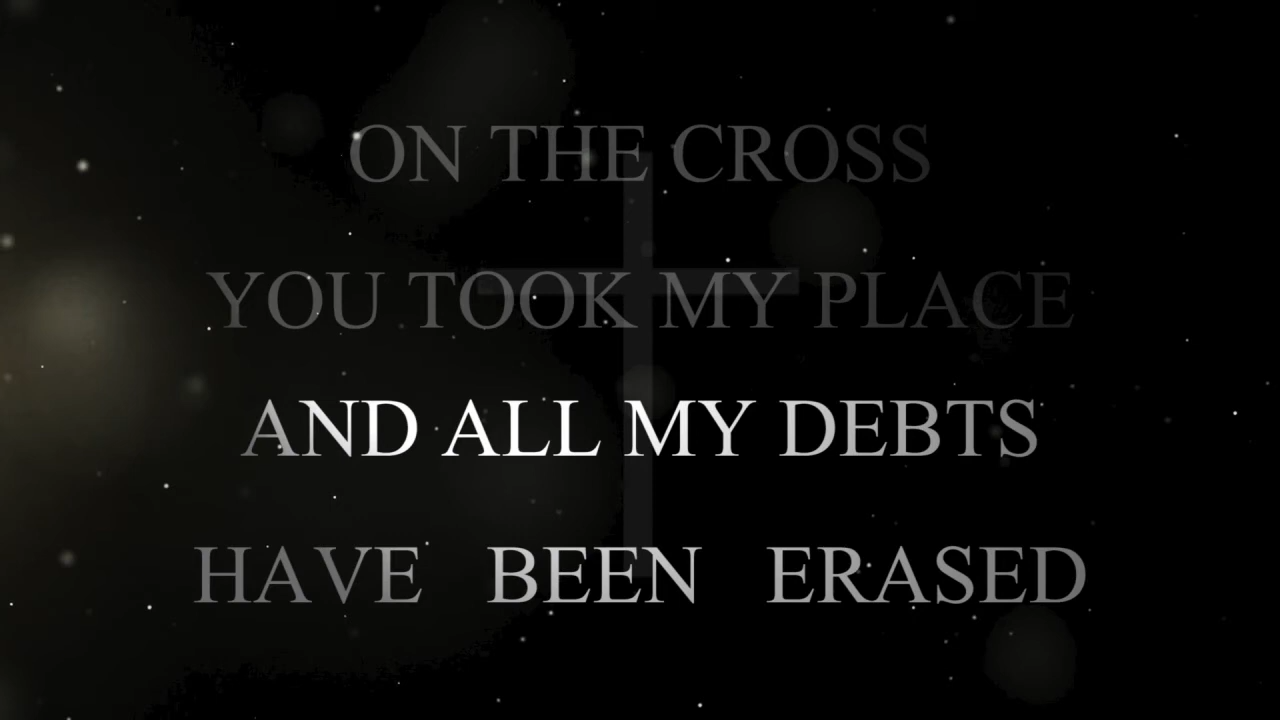 ON THE CROSS
YOU TOOK MY PLACE
AND ALL MY DEBTS
HAVE BEEN ERASED